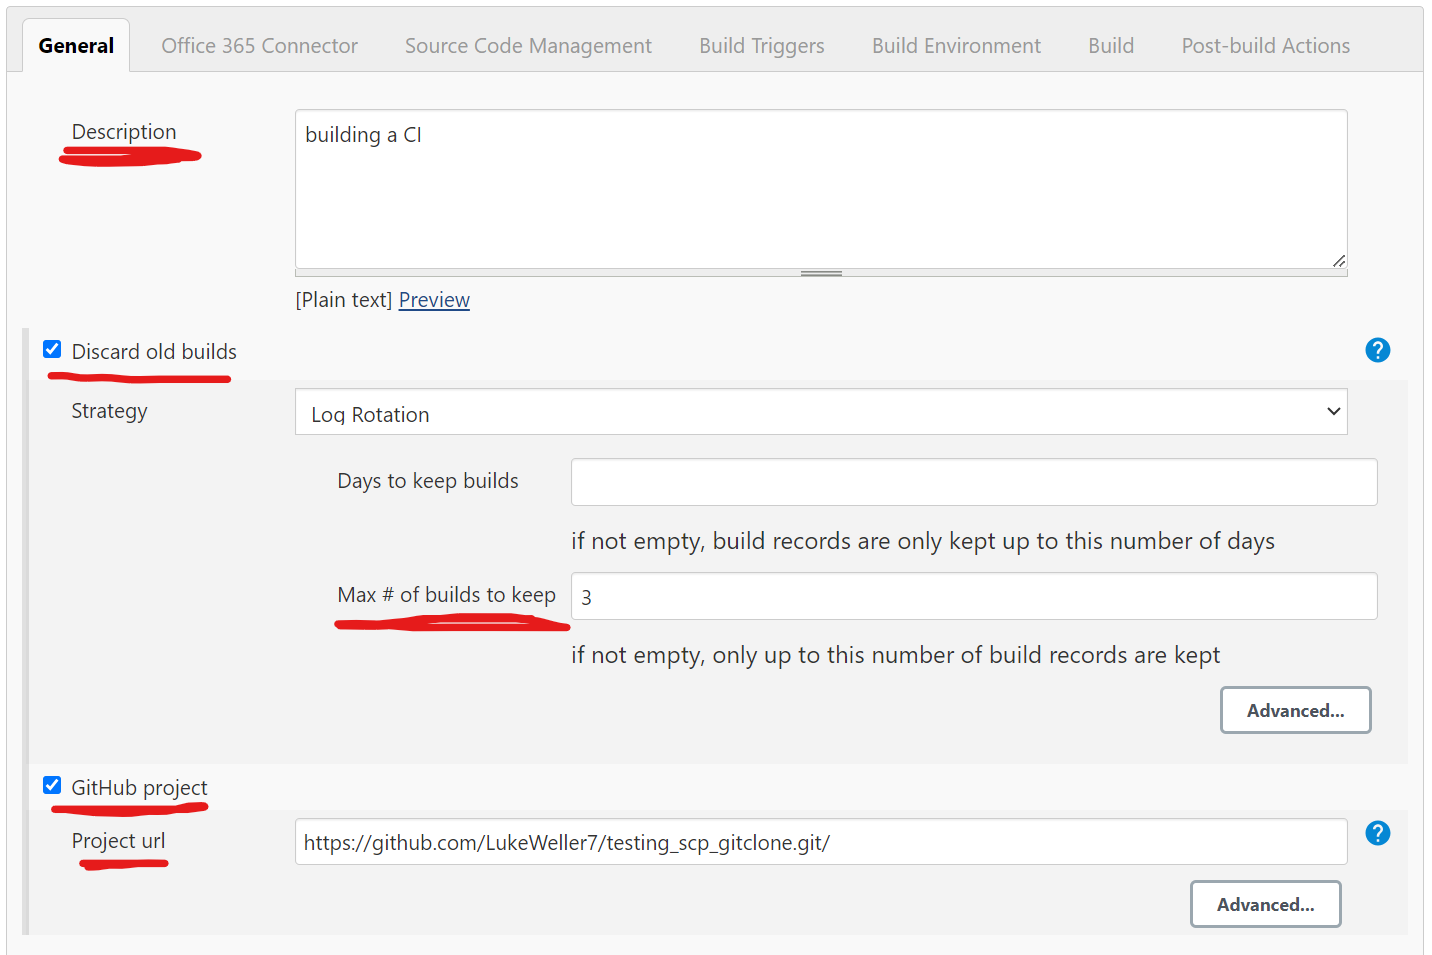 General Office 365 Connector Source Code Management Build Triggers Build Environment Build Post-build Actions
Description building a CI
[Plain text] Preview
Discard old builds
Strategy Log Rotation
Days to keep builds
if not empty, build records are only kept up to this number of days
Max # of builds to keep 3
if not empty, only up to this number of build records are kept
Advanced...
GitHub project
Project url https://github.com/LukeWeller7/testing_scp_gitclone.git/
Advanced...